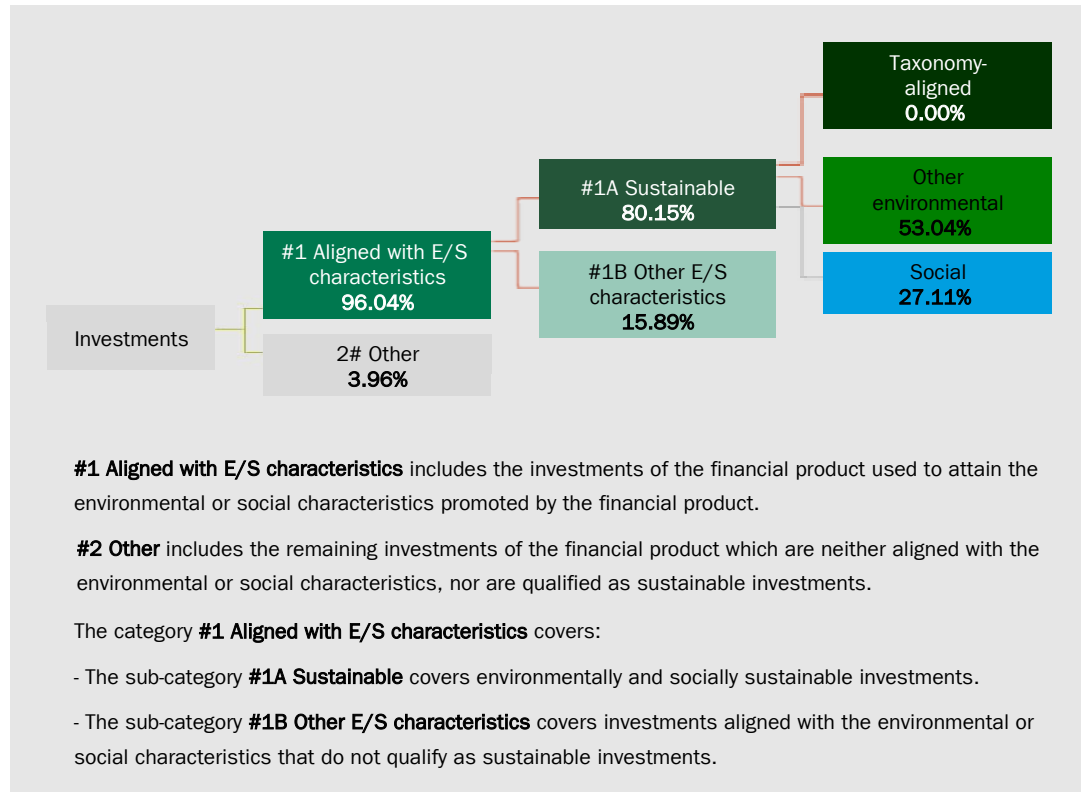 Taxonomy-
aligned
0.00%
#1A Sustainable
80.15%
Other
environmental
53.04%
#1 Aligned with E/S
characteristics
96.04%
#1B Other E/S
characteristics
15.89%
Social
27.11%
Investments
2# Other
3.96%
#1 Aligned with E/S characteristics includes the investments of the financial product used to attain the
environmental or social characteristics promoted by the financial product.
#2 Other includes the remaining investments of the financial product which are neither aligned with the
environmental or social characteristics, nor are qualified as sustainable investments.
The category #1 Aligned with E/S characteristics covers:
- The sub-category #1A Sustainable covers environmentally and socially sustainable investments.
- The sub-category #1B Other E/S characteristics covers investments aligned with the environmental or
social characteristics that do not qualify as sustainable investments.